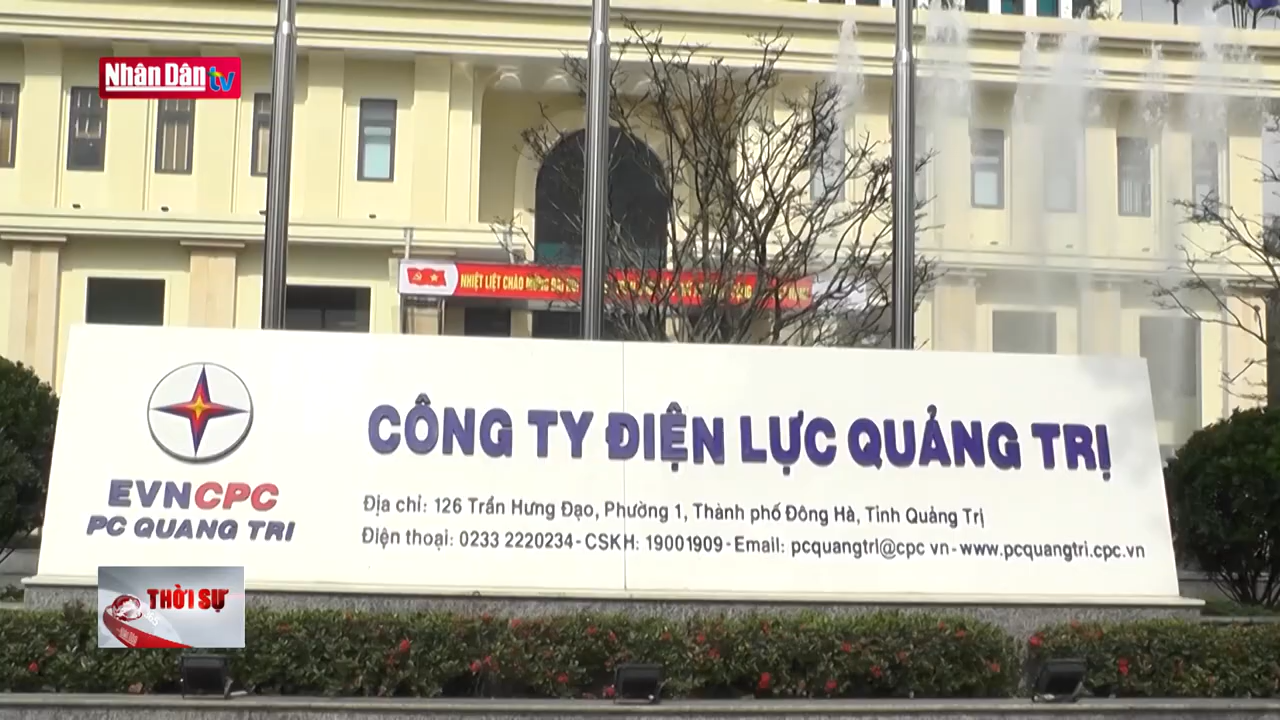 Nhân Dân tv
NHIỆT LIỆT CHÀO MỪNG ĐẠI
CÔNG TY ĐIỆN LỰC QUẢNG TRỊ
EVNCPC
PC QUANG TRI
Địa chỉ: 126 Trần Hưng Đạo, Phường 1, Thành phố Đông Hà, Tỉnh Quảng Trị
Điện thoại: 0233 2220234 - CSKH: 19001909 - Email: pcquangtri@cpc vn - www.pcquangtri.cpc.vn
THỜI SỰ